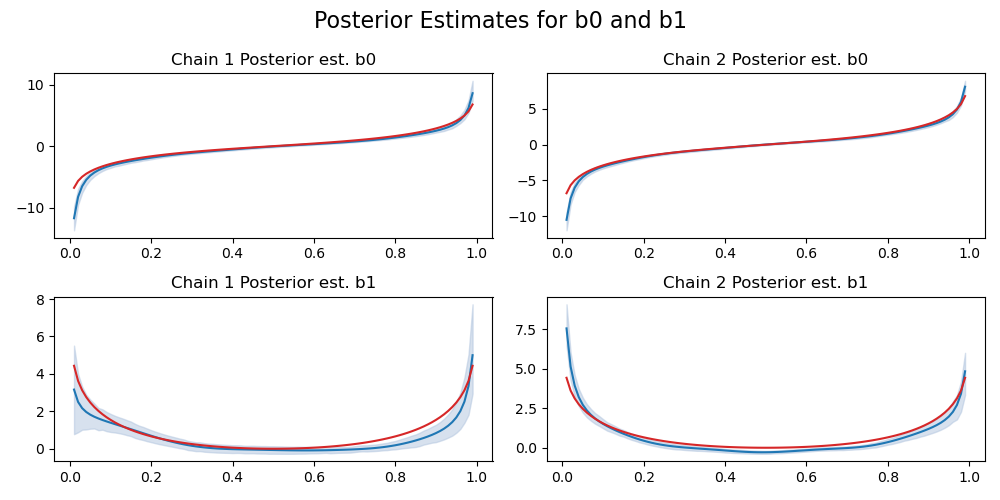 Posterior Estimates for b0 and b1
Chain 1 Posterior est. b0
Chain 2 Posterior est. b0
10
0
−10
0.0 0.2 0.4 0.6 0.8 1.0
5
0
−5
−10
0.0 0.2 0.4 0.6 0.8 1.0
Chain 1 Posterior est. b1
Chain 2 Posterior est. b1
8
6
4
2
0
0.0 0.2 0.4 0.6 0.8 1.0
7.5
5.0
2.5
0.0
0.0 0.2 0.4 0.6 0.8 1.0